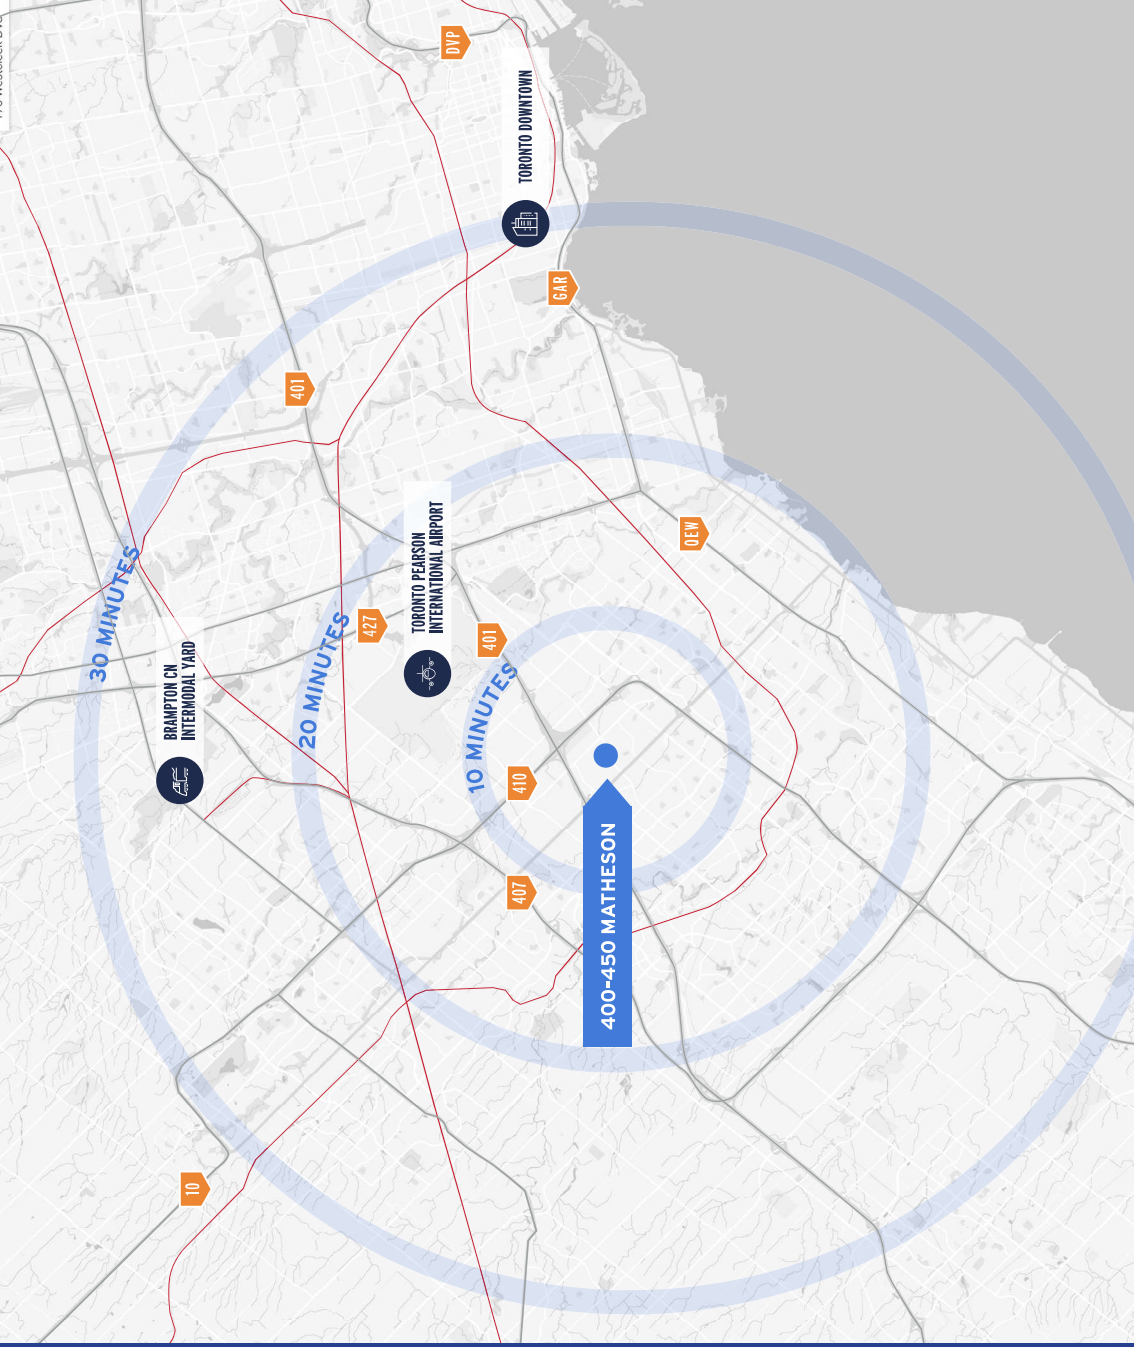 30 MINUTES
BRAMPTON CN
INTERMODAL YARD
10
401
20 MINUTES
427
TORONTO PEARSON
INTERNATIONAL AIRPORT
DVP
10 MINUTES
401
407
410
TORONTO DOWNTOWN
GAR
400-450 MATHESON
QEW